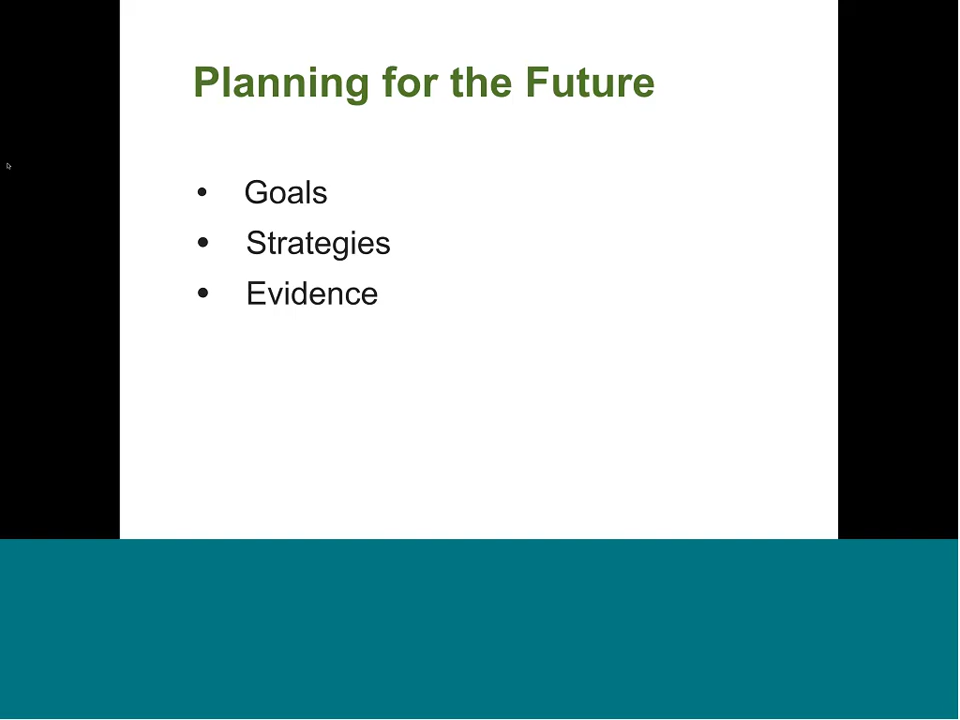 Planning for the Future
• Goals
• Strategies
• Evidence